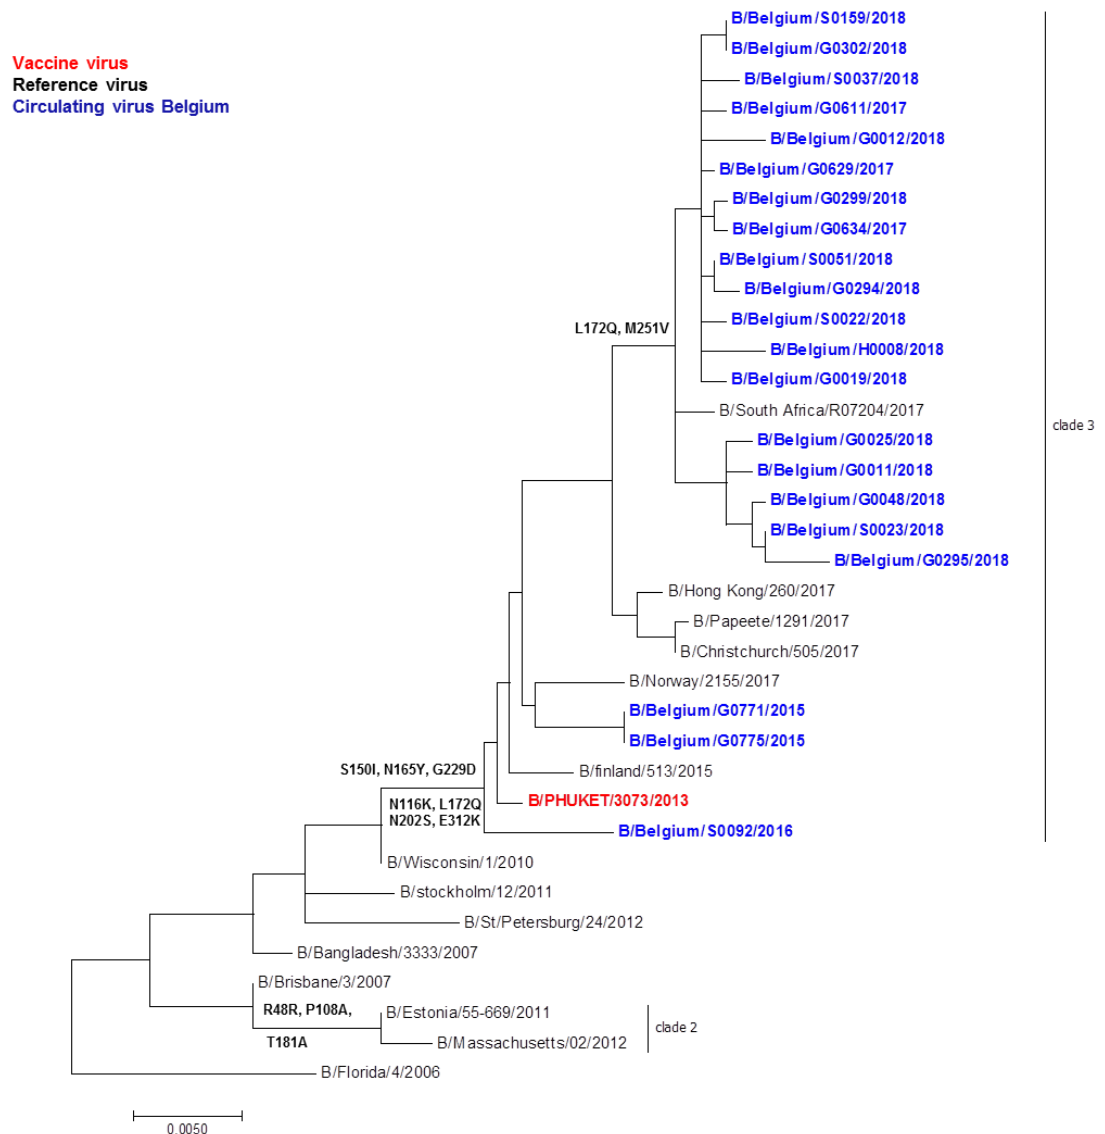 B/Belgium/S0159/2018
B/Belgium/G0302/2018
Vaccine virus
Reference virus
Circulating virus Belgium
B/Belgium/S0037/2018
B/Belgium/G0611/2017
B/Belgium/G0012/2018
B/Belgium/G0629/2017
B/Belgium/G0299/2018
B/Belgium/G0634/2017
B/Belgium/S0051/2018
B/Belgium/G0294/2018
B/Belgium/S0022/2018
L172Q, M251V
B/Belgium/H0008/2018
B/Belgium/G0019/2018
B/South Africa/R07204/2017
clade 3
B/Belgium/G0025/2018
B/Belgium/G0011/2018
B/Belgium/G0048/2018
B/Belgium/S0023/2018
B/Belgium/G0295/2018
B/Hong Kong/260/2017
B/Papeete/1291/2017
B/Christchurch/505/2017
B/Norway/2155/2017
B/Belgium/G0771/2015
B/Belgium/G0775/2015
S150I, N165Y, G229D
B/finland/513/2015
N116K, L172Q
N202S, E312K
B/PHUKET/3073/2013
B/Belgium/S0092/2016
B/Wisconsin/1/2010
B/stockholm/12/2011
B/St/Petersburg/24/2012
B/Bangladesh/3333/2007
B/Brisbane/3/2007
R48R, P108A,
T181A
B/Estonia/55-669/2011
B/Massachusetts/02/2012
clade 2
B/Florida/4/2006
0.0050